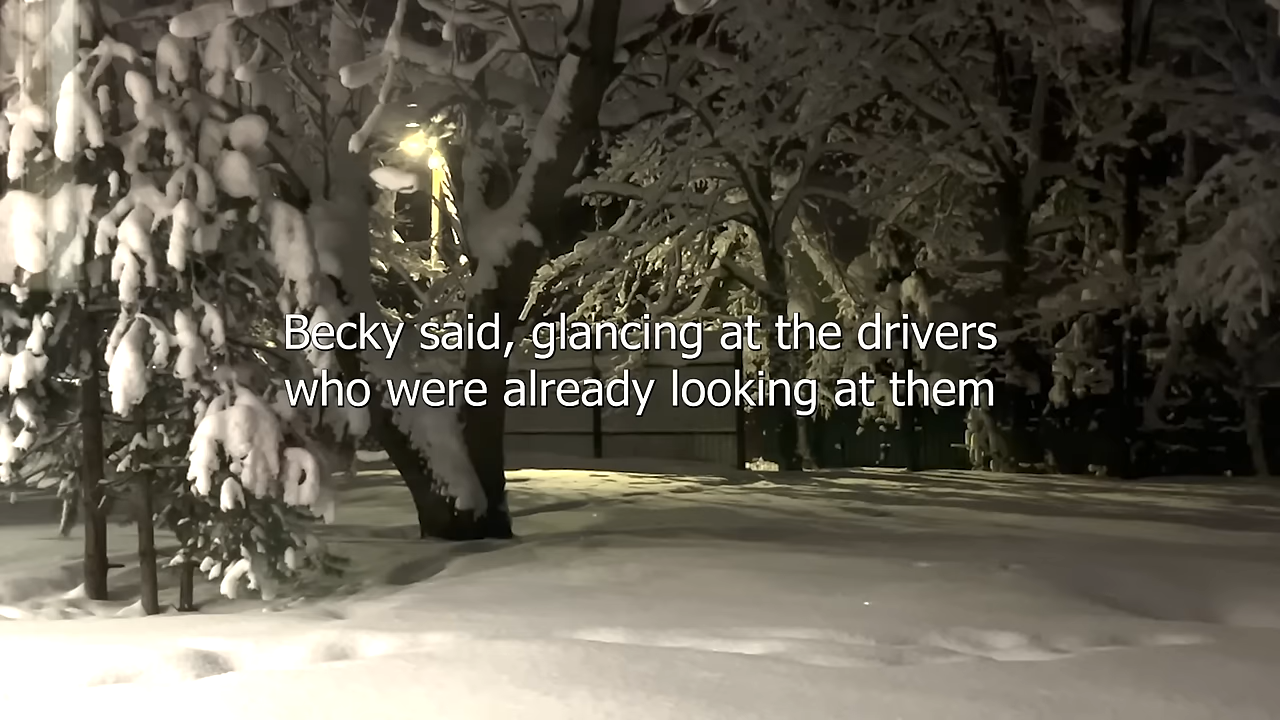 Becky said, glancing at the drivers
who were already looking at them